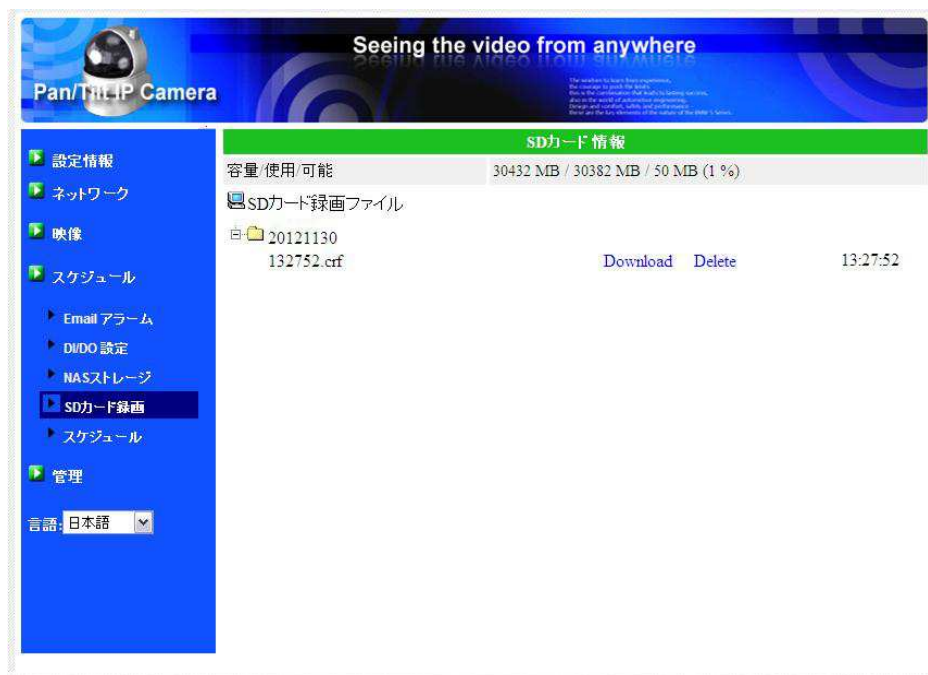 Seeing the video from anywhere
Pan/Tilt IP Camera
設定情報
ネットワーク
映像
スケジュール
Email アラーム
DI/DO 設定
NASストレージ
SDカード録画
スケジュール
管理
言語: 日本語
SDカード 情報
容量/使用/可能 30432 MB / 30382 MB / 50 MB (1 %)
SDカード録画ファイル
20121130
132752.crf Download Delete 13:27:52